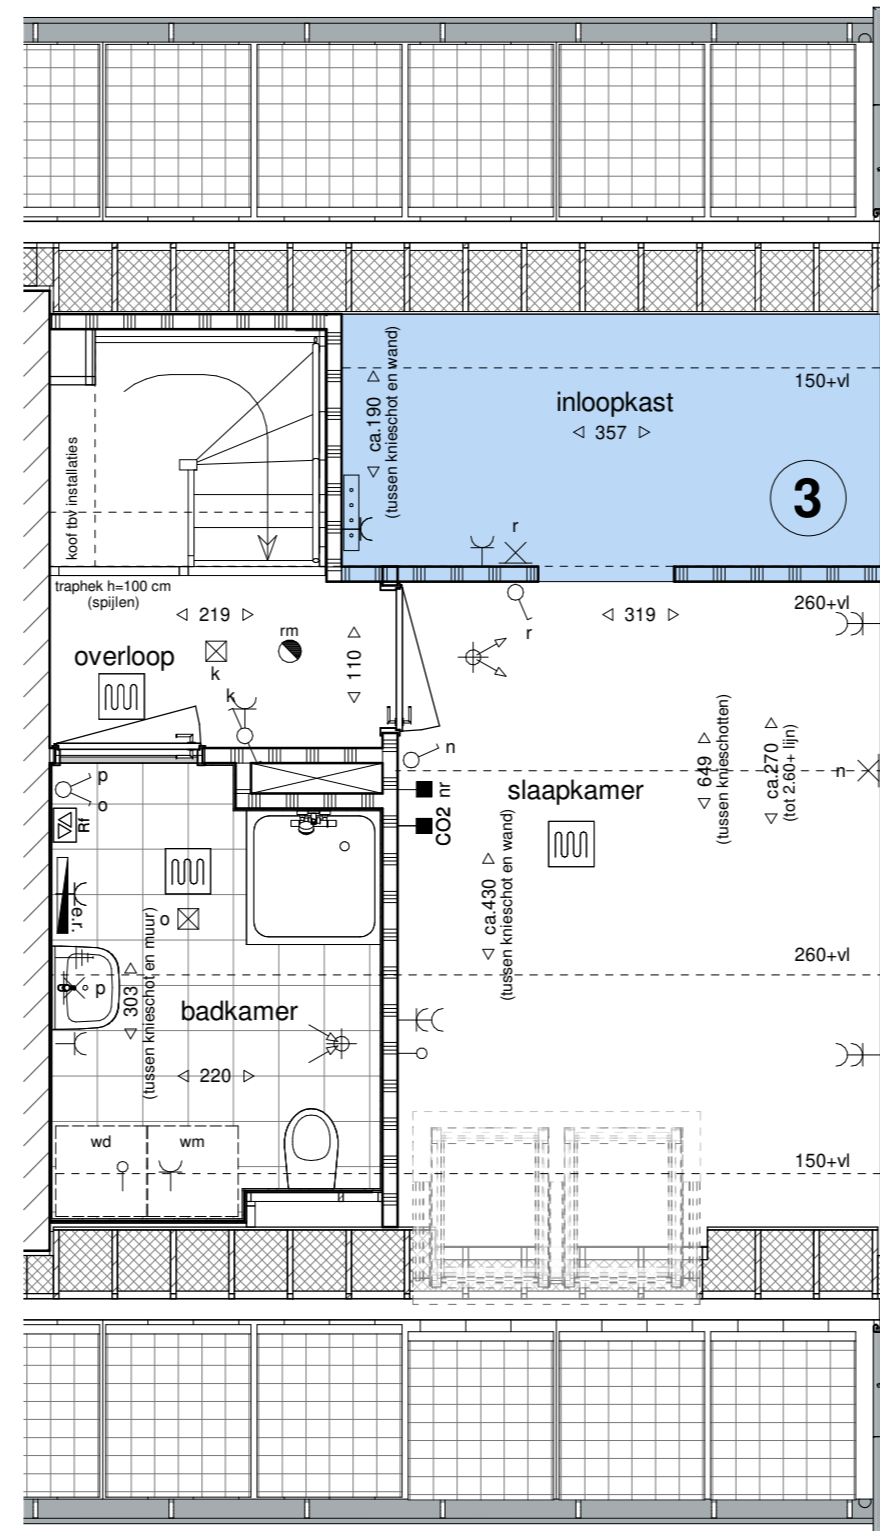 150+vl
inloopkast
357
ca.190
(tussen knieschot en wand)
3
koof tbv installaties
r
traphek h=100 cm
(spijlen)
219
rm
319
260+vl
r
110
overloop
k
k
n
649
(tussen knieschotten)
ca.270
(tot 2.60+ lijn)
p
o
nr
slaapkamer
n
Rf
CO2
ca.430
(tussen knieschot en wand)
e.r.
o
303
(tussen knieschot en muur)
260+vl
p
badkamer
220
wd
wm
150+vl